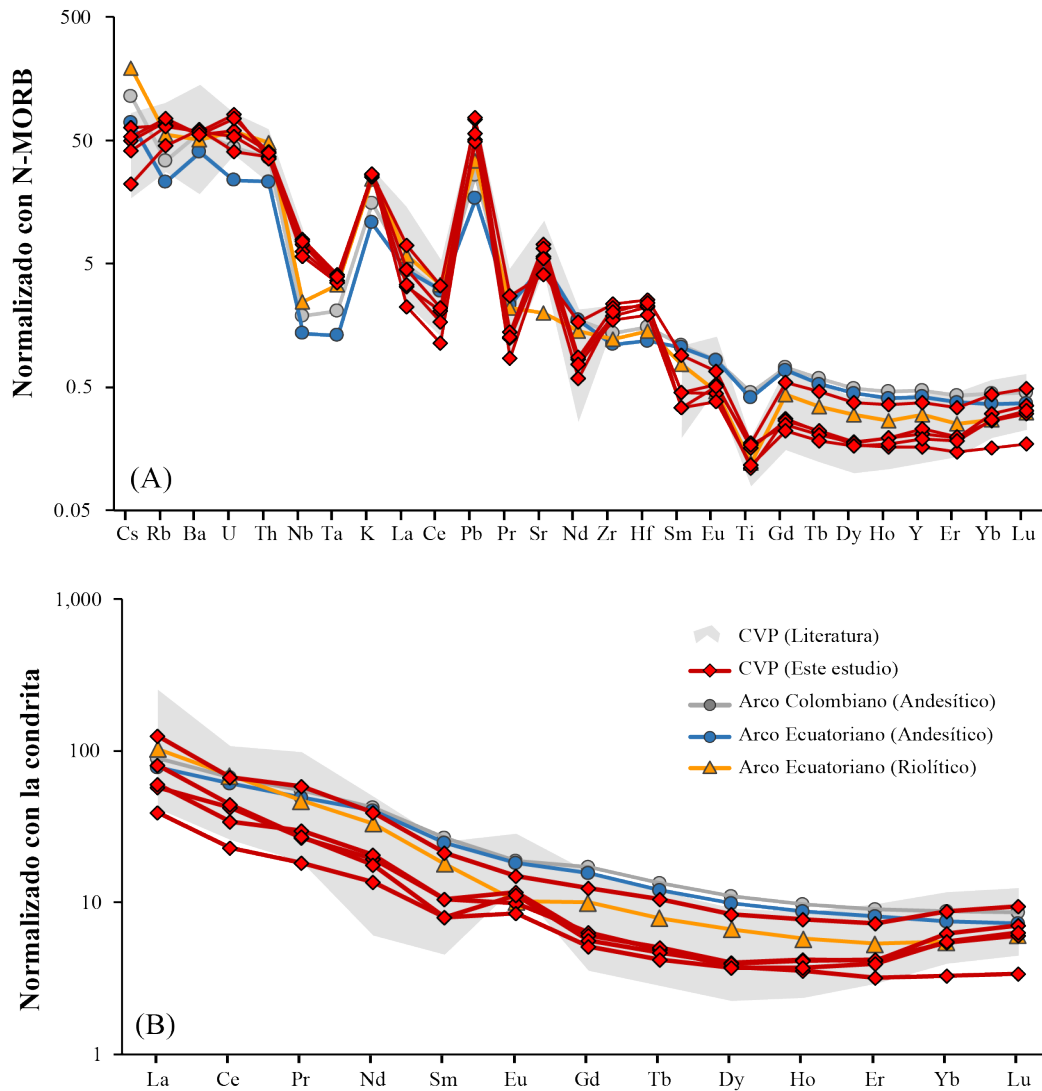 500
50
5
0.5
0.05
Normalizado con N-MORB
(A)
Cs Rb Ba U Th Nb Ta K La Ce Pb Pr Sr Nd Zr Hf Sm Eu Ti Gd Tb Dy Ho Y Er Yb Lu
1,000
100
10
1
Normalizado con la condrita
CVP (Literatura)
CVP (Este estudio)
Arco Colombiano (Andesítico)
Arco Ecuatoriano (Andesítico)
Arco Ecuatoriano (Riolítico)
(B)
La Ce Pr Nd Sm Eu Gd Tb Dy Ho Er Yb Lu